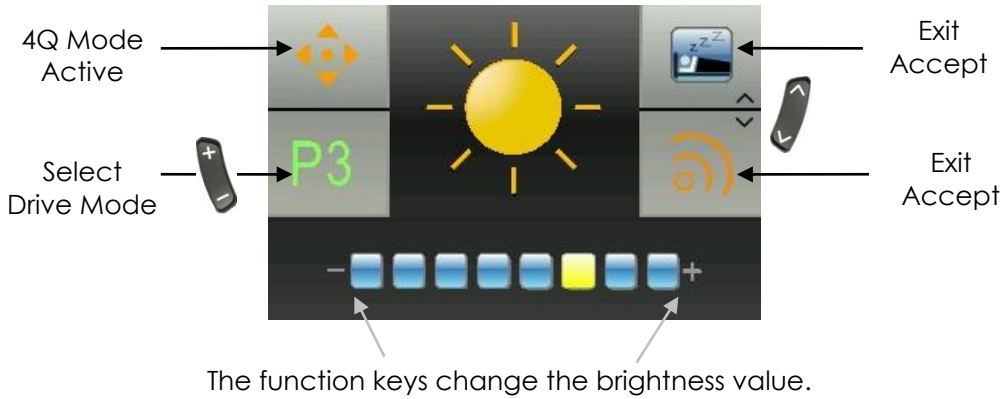 4Q Mode
Active
Exit
Accept
z z z z
+
−
Select
Drive Mode
P3
Exit
Accept
− +
The function keys change the brightness value.